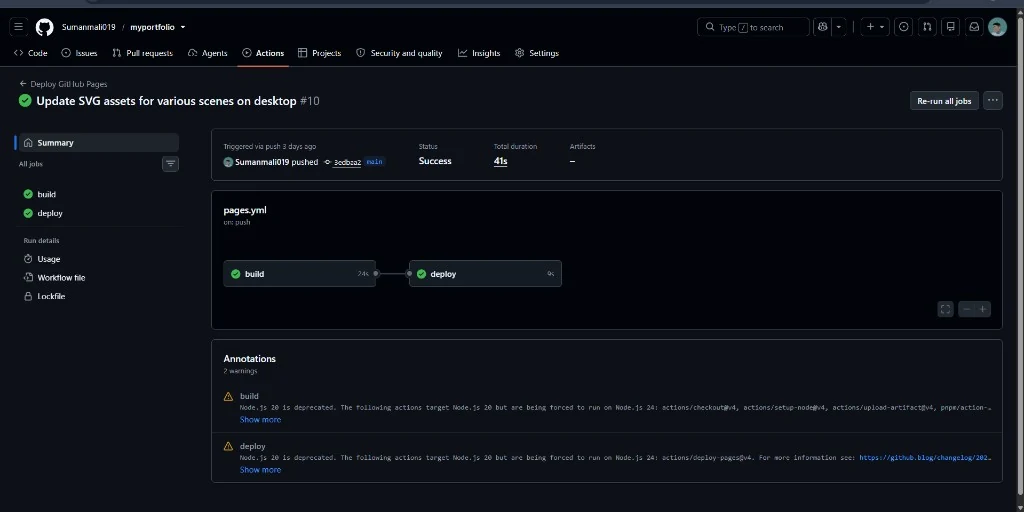 Sumanmali019 / myportfolio
Type / to search
Code
Issues
Pull requests
Agents
Actions
Projects
Security and quality
Insights
Settings
Deploy GitHub Pages
Update SVG assets for various scenes on desktop #10
Re-run all jobs
Summary
All jobs
build
deploy
Run details
Usage
Workflow file
Lockfile
Triggered via push 3 days ago
Sumanmali019 pushed 3edbaa2 main
Status
Success
Total duration
41s
Artifacts
–
pages.yml
on: push
build 24s
deploy 9s
Annotations
2 warnings
build
Node.js 20 is deprecated. The following actions target Node.js 20 but are being forced to run on Node.js 24: actions/checkout@v4, actions/setup-node@v4, actions/upload-artifact@v4, pnpm/action-…
Show more
deploy
Node.js 20 is deprecated. The following actions target Node.js 20 but are being forced to run on Node.js 24: actions/deploy-pages@v4. For more information see: https://github.blog/changelog/202…
Show more